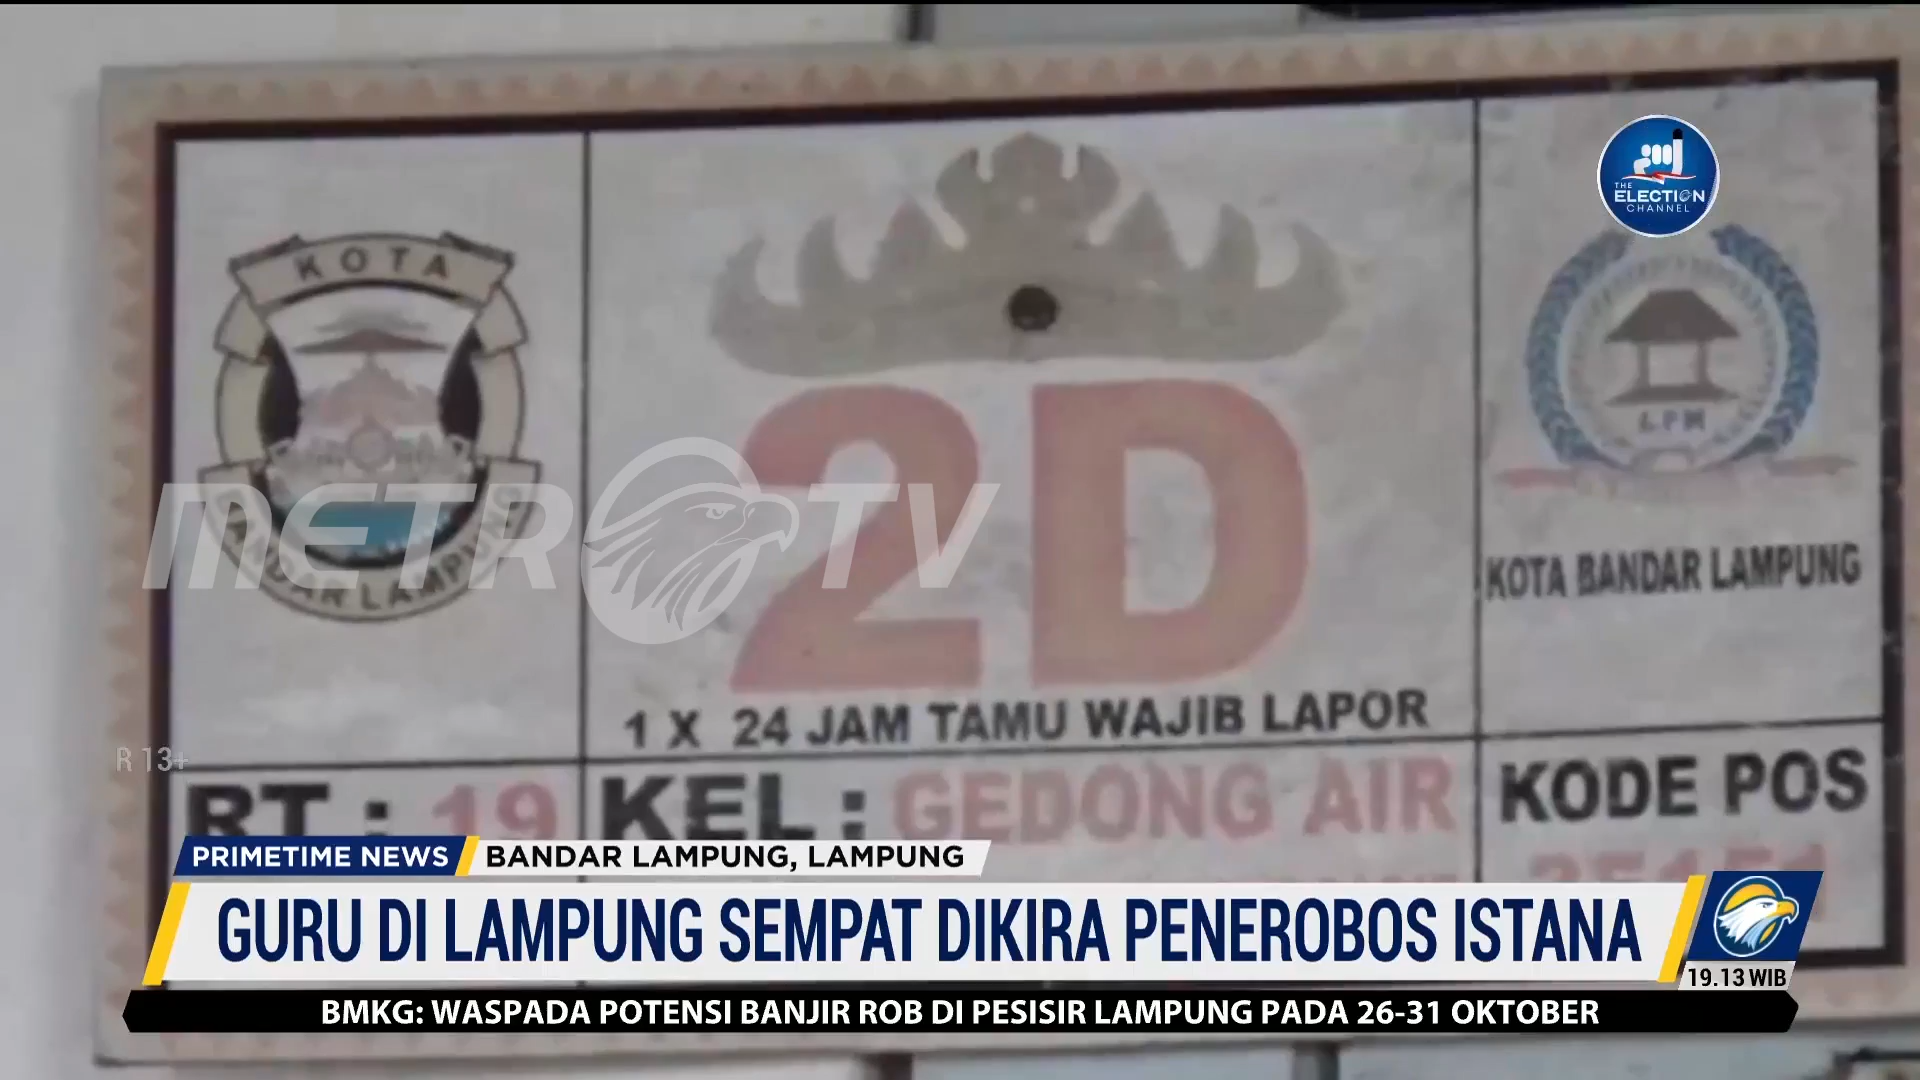 THE
ELECTION
CHANNEL
KOTA
BANDAR LAMPUNG
2D
LPM
KOTA BANDAR LAMPUNG
METRO TV
1 X 24 JAM TAMU WAJIB LAPOR
R 13+
RT : 19
KEL : GEDONG AIR
KODE POS
PRIMETIME NEWS
BANDAR LAMPUNG, LAMPUNG
GURU DI LAMPUNG SEMPAT DIKIRA PENEROBOS ISTANA
19.13 WIB
BMKG: WASPADA POTENSI BANJIR ROB DI PESISIR LAMPUNG PADA 26-31 OKTOBER